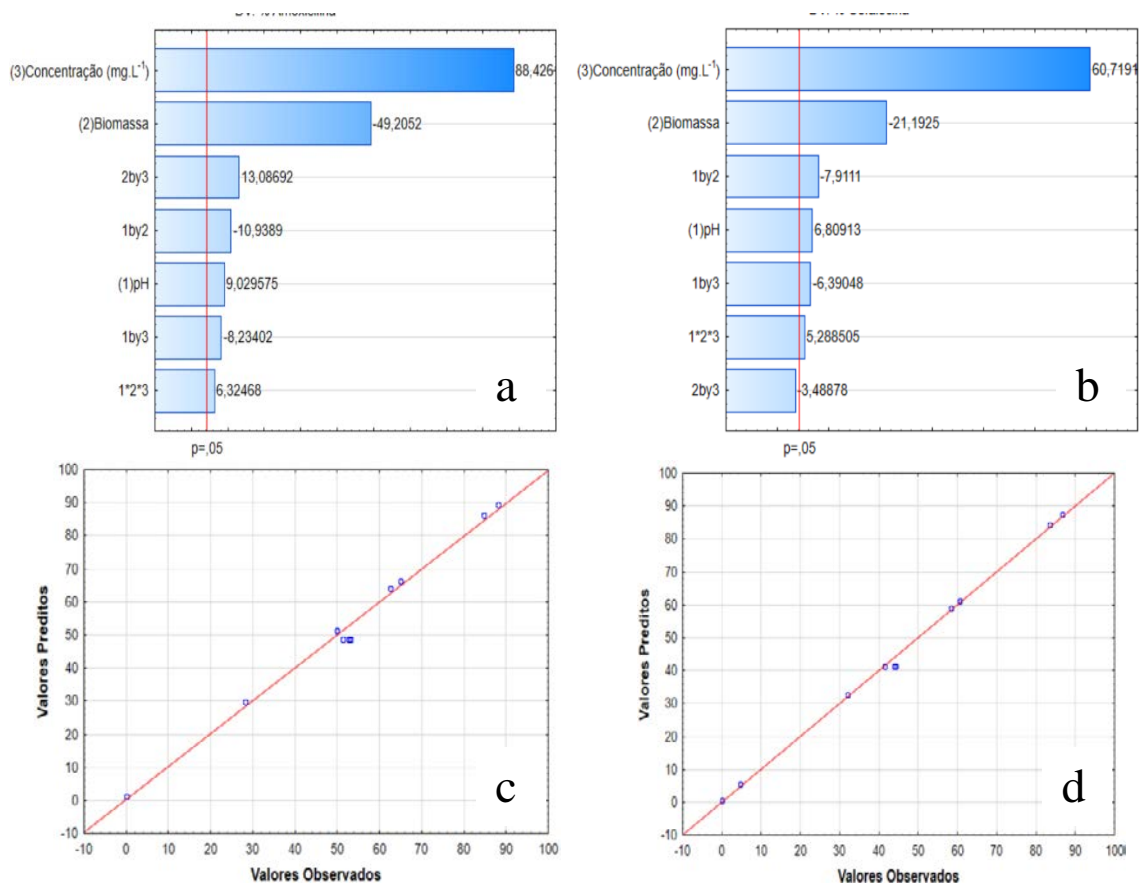 (3)Concentração (mg.L⁻¹)
88,426
(2)Biomassa
-49,2052
2by3
13,08692
1by2
-10,9389
(1)pH
9,029575
1by3
-8,23402
1*2*3
6,32468
a
p=,05
(3)Concentração (mg.L⁻¹)
60,7191
(2)Biomassa
-21,1925
1by2
-7,9111
(1)pH
6,80913
1by3
-6,39048
1*2*3
5,288505
2by3
-3,48878
b
p=,05
100
90
80
70
60
50
40
30
20
10
0
-10
Valores Preditos
c
-10 0 10 20 30 40 50 60 70 80 90 100
Valores Observados
100
90
80
70
60
50
40
30
20
10
0
-10
Valores Preditos
d
-10 0 10 20 30 40 50 60 70 80 90 100
Valores Observados